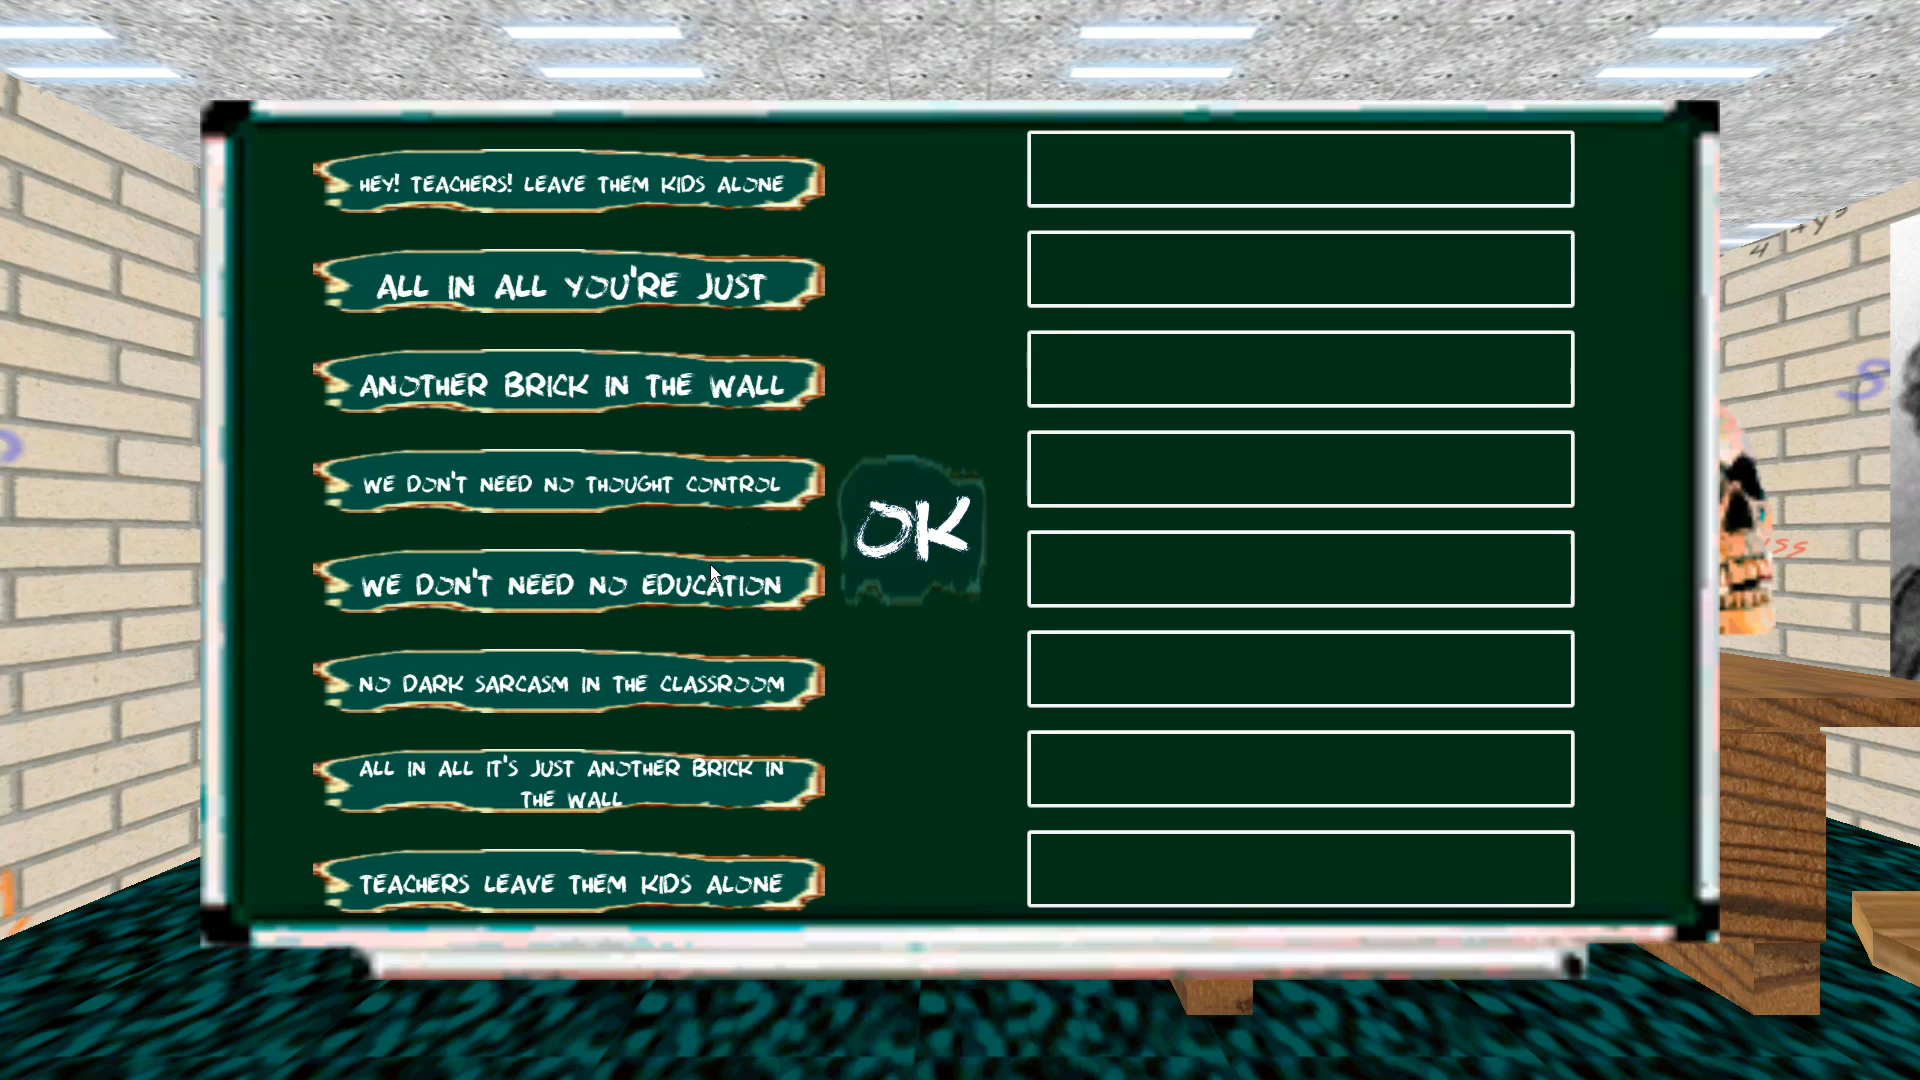 HEY! TEACHERS! LEAVE THEM KIDS ALONE
ALL IN ALL YOU'RE JUST
ANOTHER BRICK IN THE WALL
WE DON'T NEED NO THOUGHT CONTROL
OK
WE DON'T NEED NO EDUCATION
NO DARK SARCASM IN THE CLASSROOM
ALL IN ALL IT'S JUST ANOTHER BRICK IN
THE WALL
TEACHERS LEAVE THEM KIDS ALONE